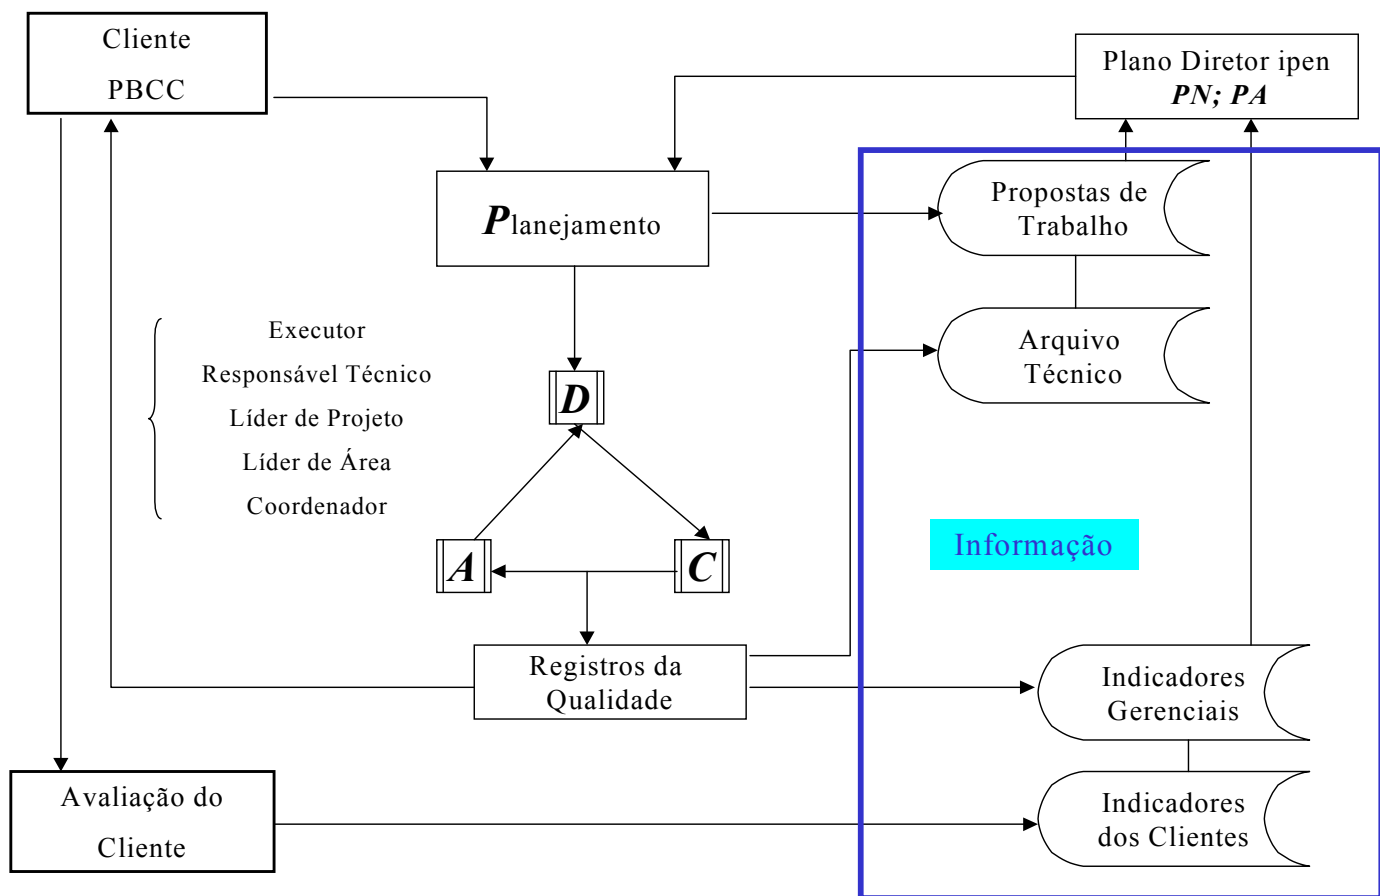 Cliente
PBCC
Plano Diretor ipen
PN; PA
Propostas de
Trabalho
Planejamento
Executor
Responsável Técnico
Líder de Projeto
Líder de Área
Coordenador
Arquivo
Técnico
D
A
C
Informação
Registros da
Qualidade
Indicadores
Gerenciais
Avaliação do
Cliente
Indicadores
dos Clientes